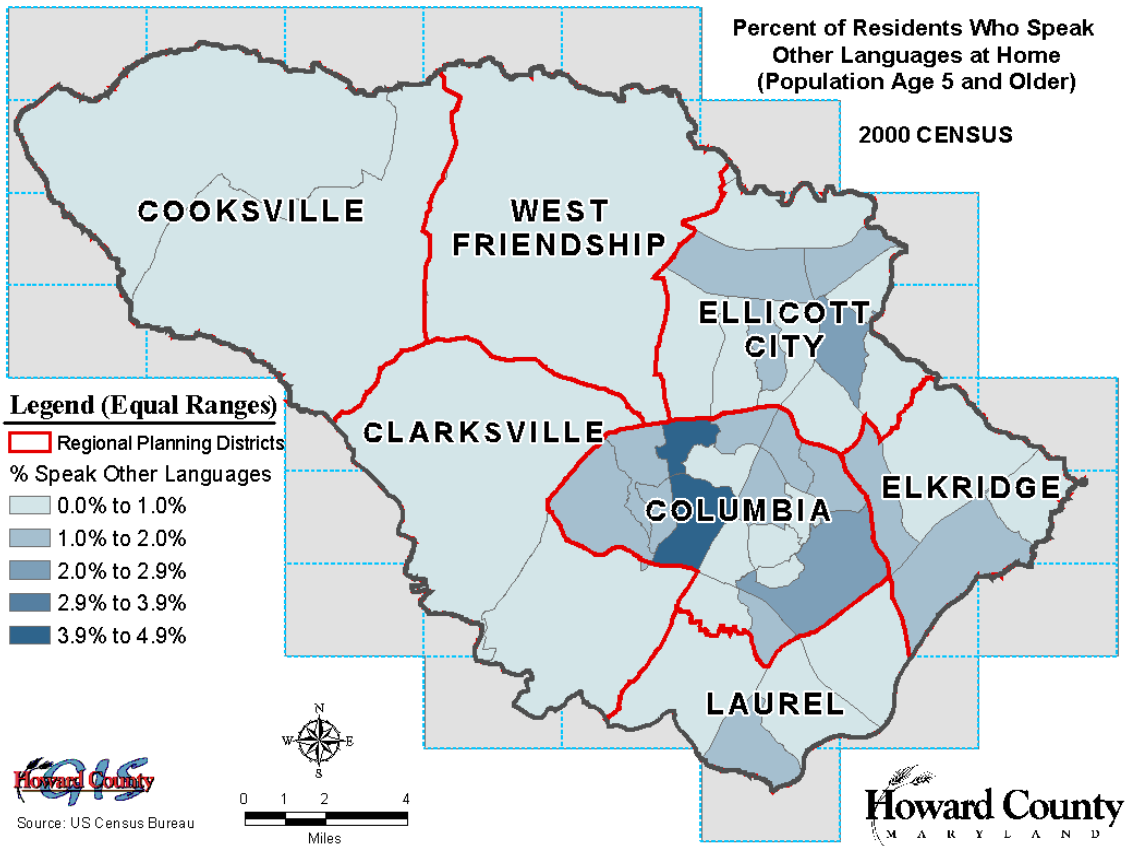 Percent of Residents Who Speak
Other Languages at Home
(Population Age 5 and Older)
2000 CENSUS
COOKSVILLE
WEST
FRIENDSHIP
ELLICOTT
CITY
CLARKSVILLE
COLUMBIA
ELKRIDGE
LAUREL
Legend (Equal Ranges)
Regional Planning Districts
% Speak Other Languages
0.0% to 1.0%
1.0% to 2.0%
2.0% to 2.9%
2.9% to 3.9%
3.9% to 4.9%
N
W
E
S
Howard County
GIS
Source: US Census Bureau
0 1 2 4
Miles
Howard County
MARYLAND